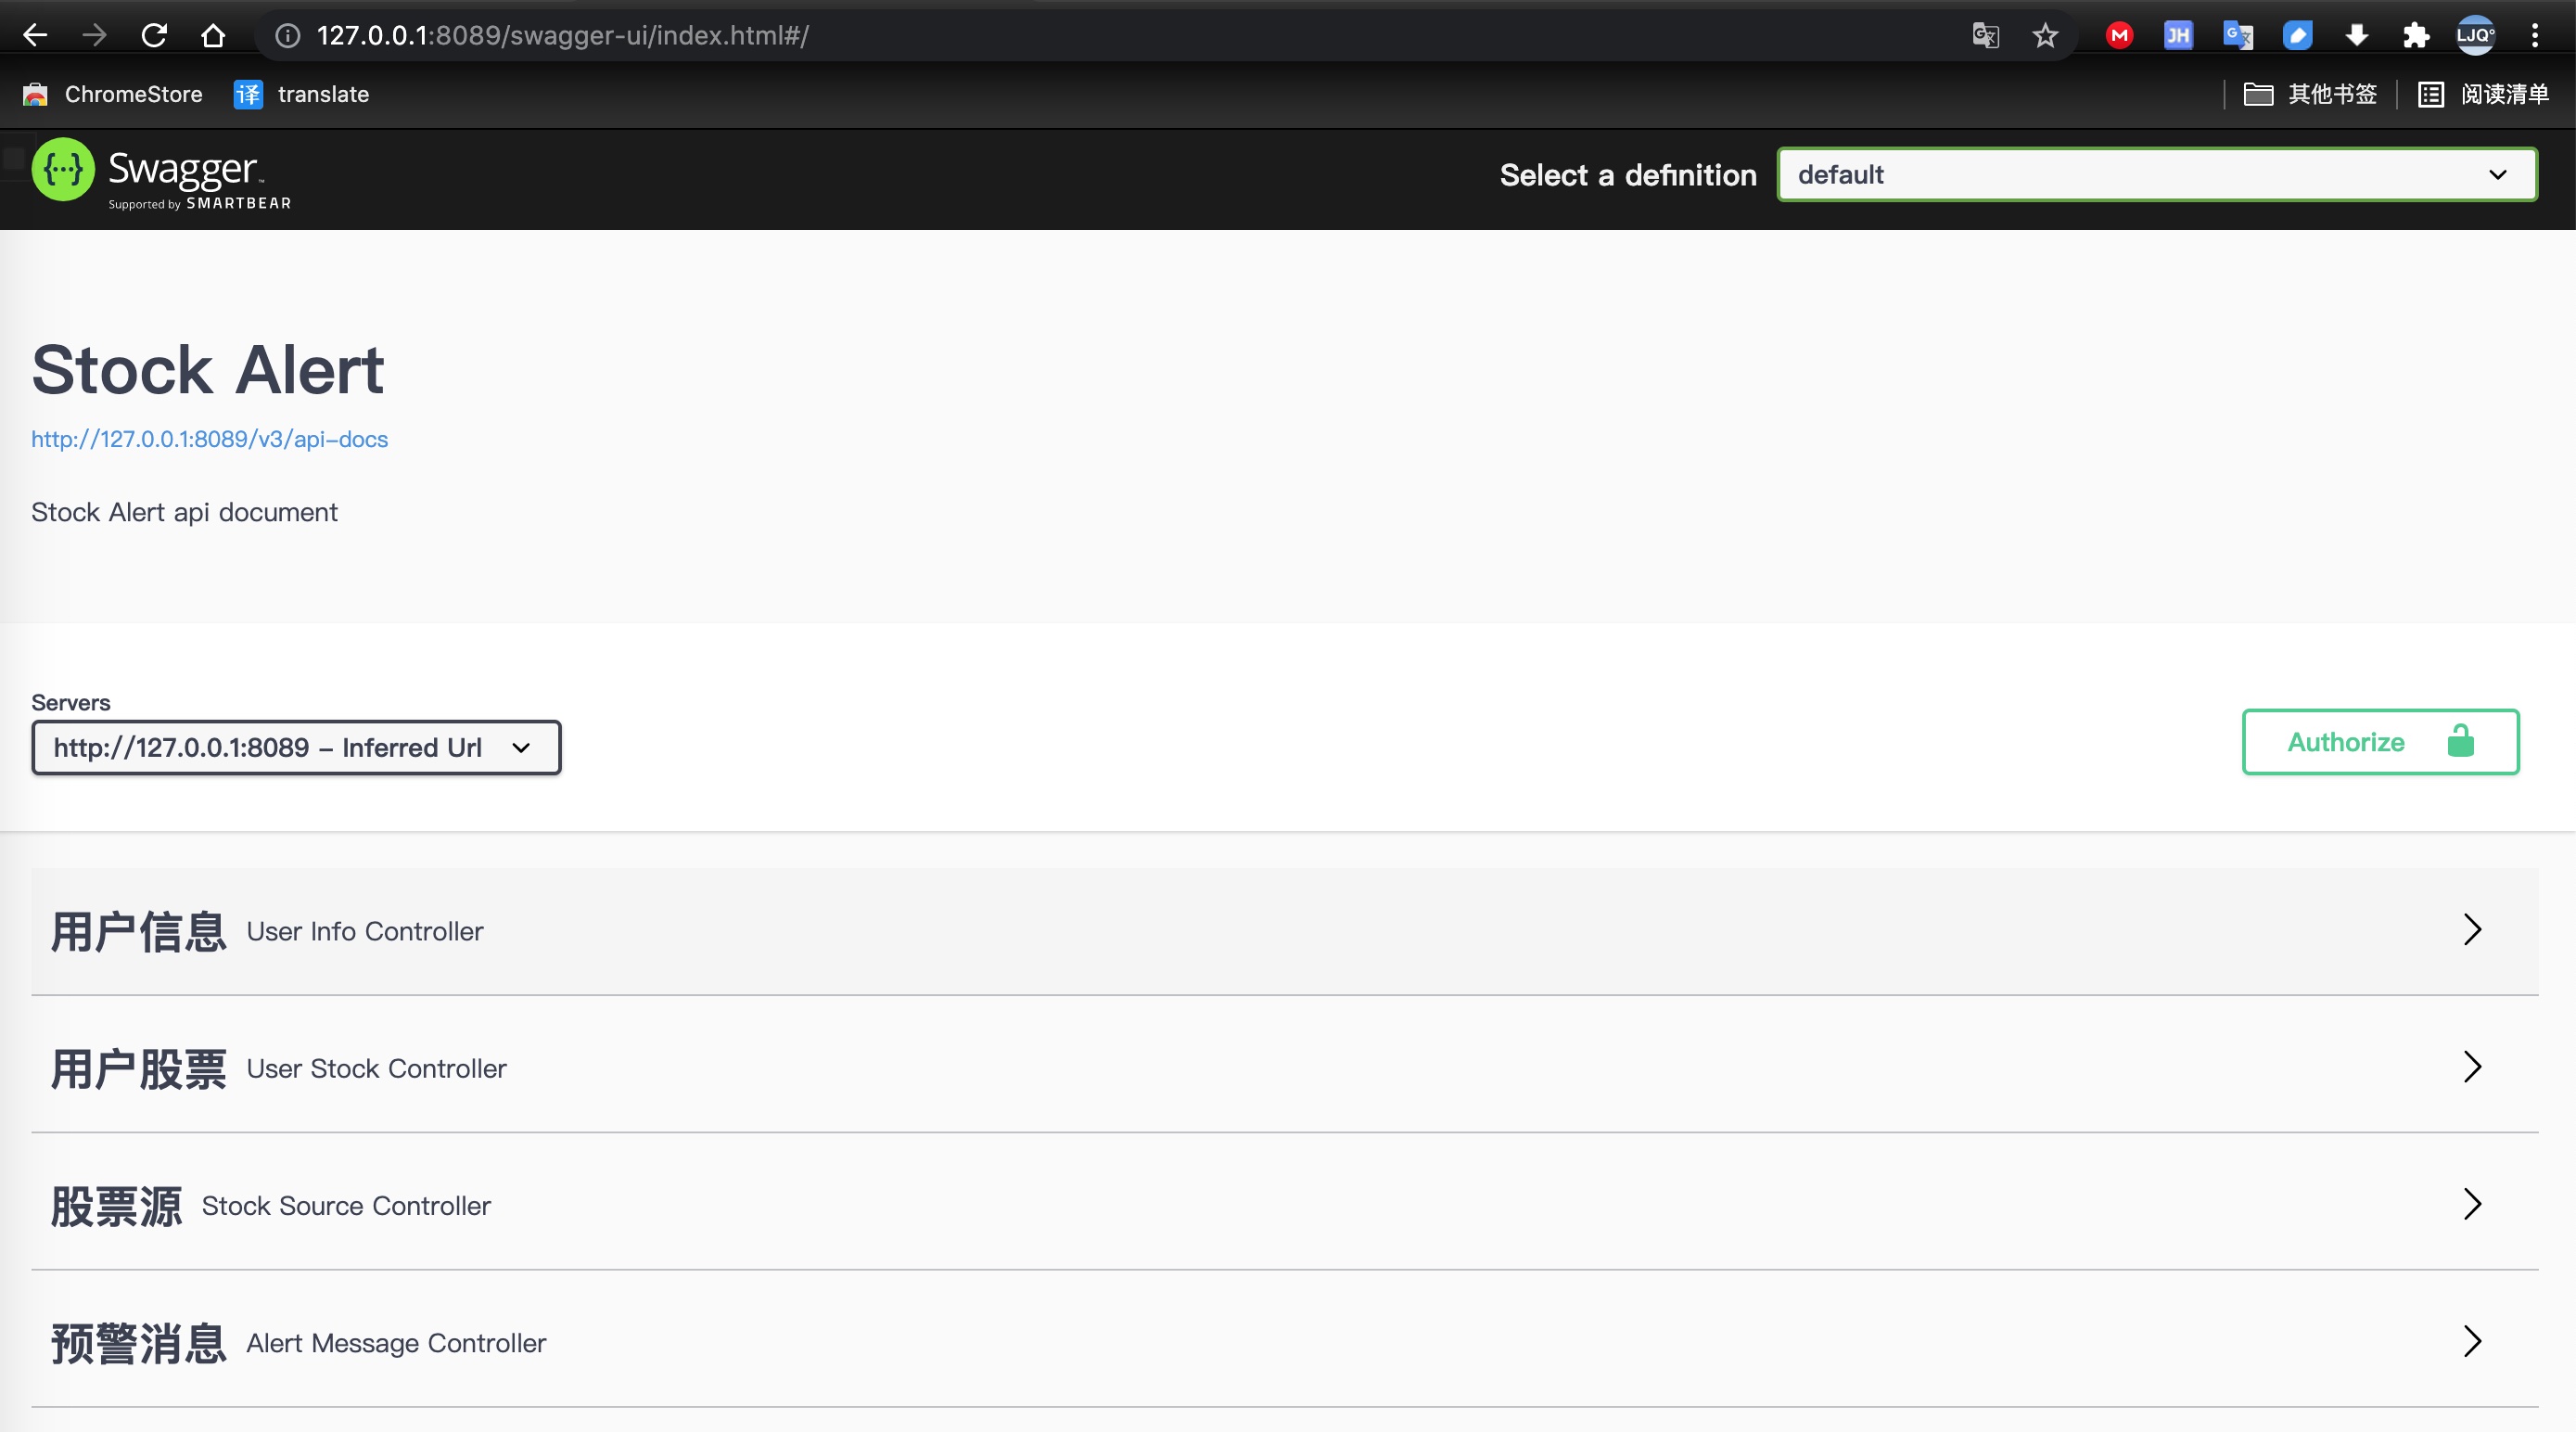 127.0.0.1:8089/swagger-ui/index.html#/
M JH G文 LJQ°
ChromeStore 译 translate 其他书签 阅读清单
{···} Swagger™ Select a definition default
Supported by SMARTBEAR
Stock Alert
http://127.0.0.1:8089/v3/api-docs
Stock Alert api document
Servers
http://127.0.0.1:8089 – Inferred Url
Authorize
用户信息 User Info Controller
用户股票 User Stock Controller
股票源 Stock Source Controller
预警消息 Alert Message Controller